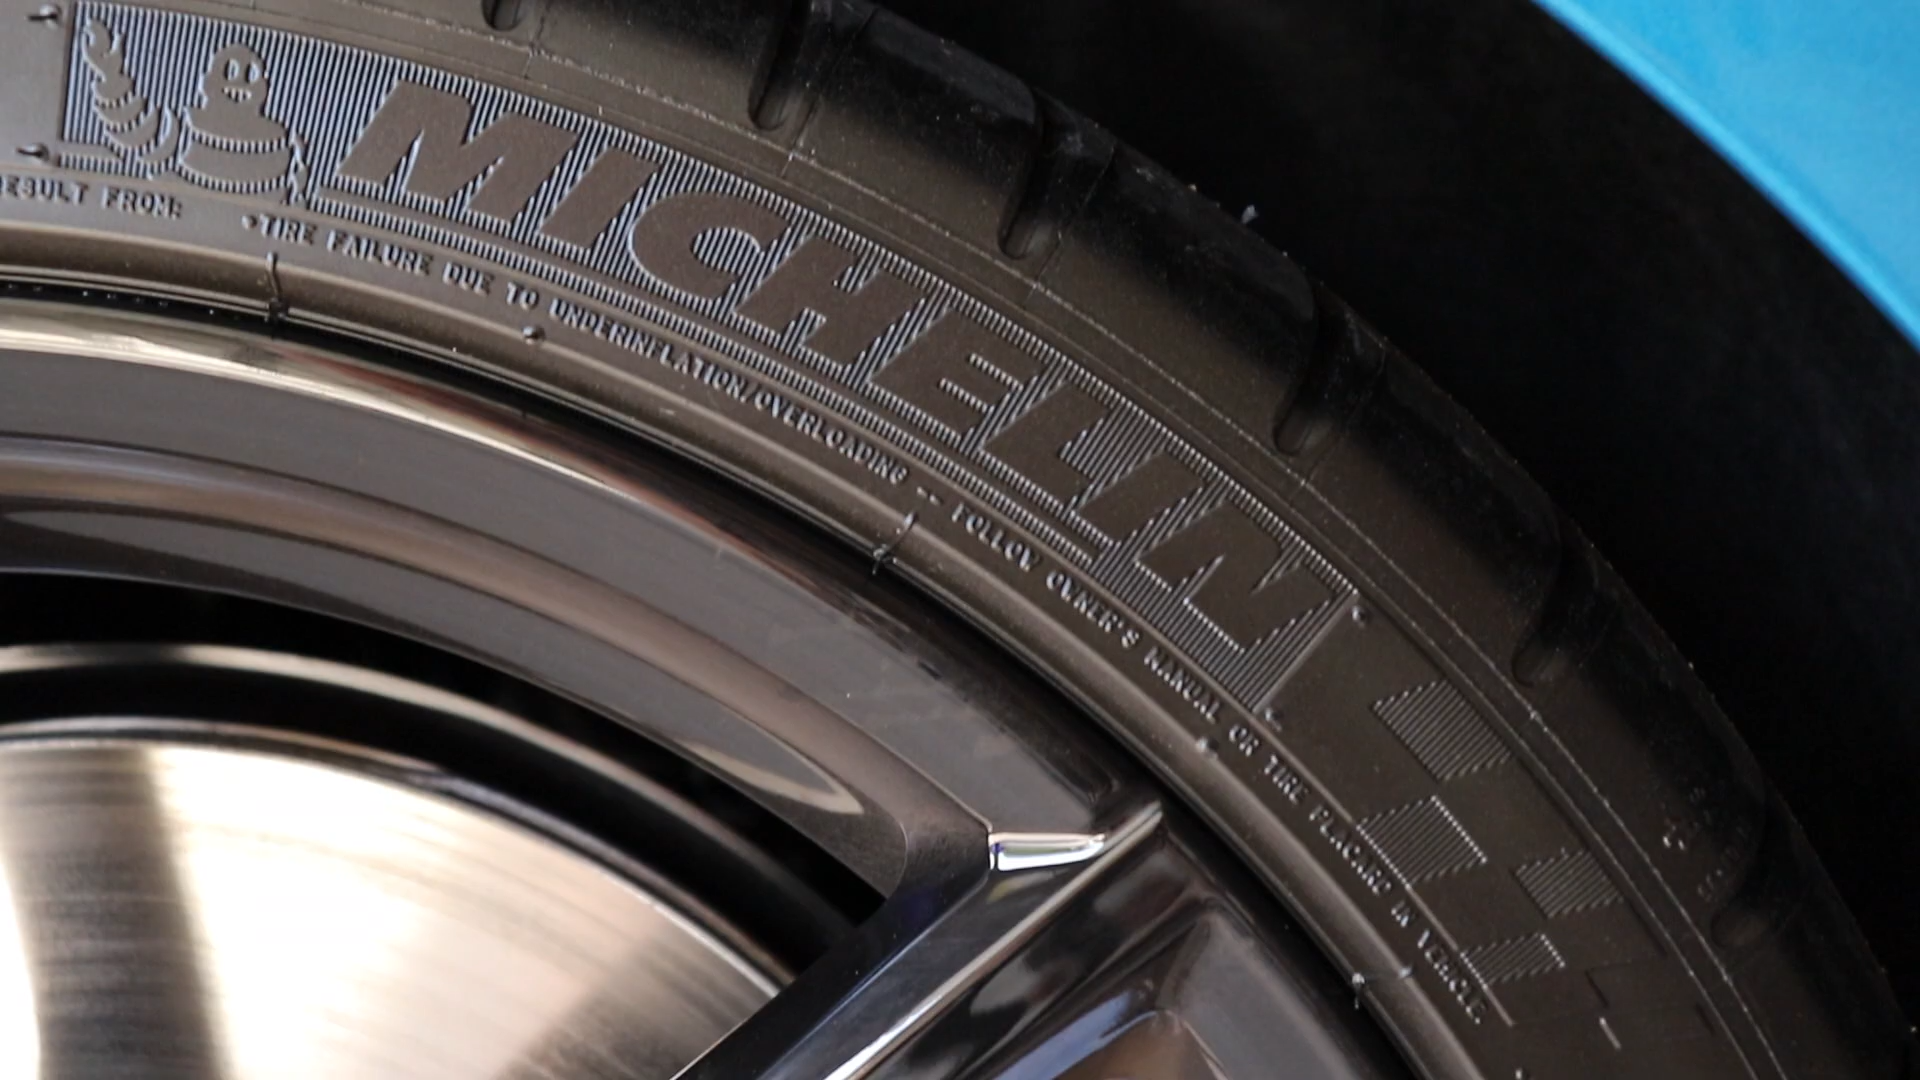 MICHELIN
RESULT FROM:
•TIRE FAILURE DUE TO UNDERINFLATION/OVERLOADING -- FOLLOW OWNER'S MANUAL OR TIRE PLACARD IN VEHICLE.